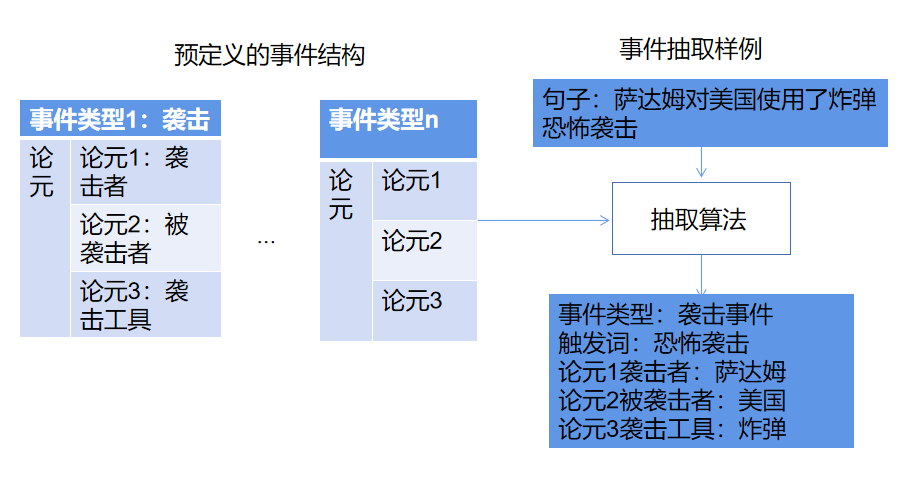 预定义的事件结构
事件类型1：袭击
论
元
论元1：袭
击者
论元2：被
袭击者
论元3：袭
击工具
...
事件类型n
论
元
论元1
论元2
论元3
事件抽取样例
句子：萨达姆对美国使用了炸弹
恐怖袭击
抽取算法
事件类型：袭击事件
触发词：恐怖袭击
论元1袭击者：萨达姆
论元2被袭击者：美国
论元3袭击工具：炸弹